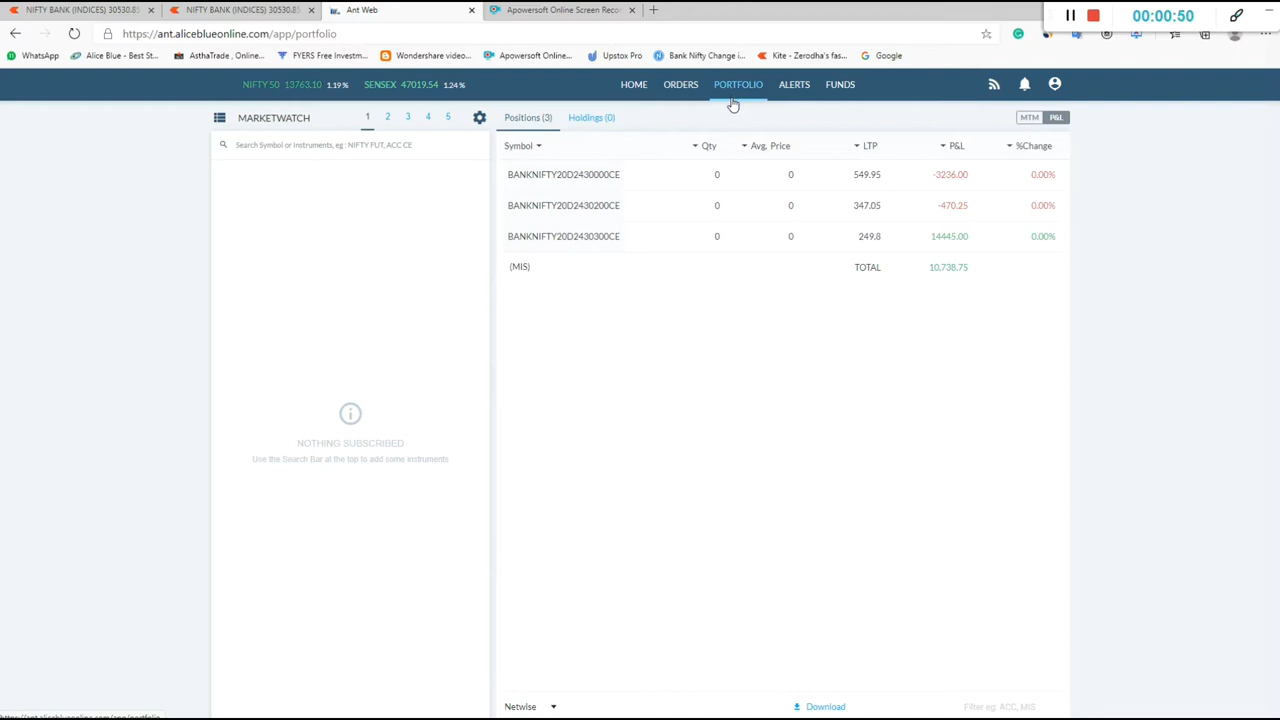 NIFTY BANK (INDICES) 30530.85
NIFTY BANK (INDICES) 30530.85
Ant Web
Apowersoft Online Screen Reco
00:00:50
https://ant.aliceblueonline.com/app/portfolio
WhatsApp
Alice Blue - Best St...
AsthaTrade , Online...
FYERS Free Investm...
Wondershare video...
Apowersoft Online...
Upstox Pro
Bank Nifty Change i...
Kite - Zerodha's fas...
Google
NIFTY 50 13763.10 1.19%
SENSEX 47019.54 1.24%
HOME
ORDERS
PORTFOLIO
ALERTS
FUNDS
MARKETWATCH
1 2 3 4 5
Search Symbol or Instruments, eg : NIFTY FUT, ACC CE
NOTHING SUBSCRIBED
Use the Search Bar at the top to add some instruments
Positions (3)
Holdings (0)
MTM P&L
Symbol Qty Avg. Price LTP P&L %Change
BANKNIFTY20D2430000CE 0 0 549.95 -3236.00 0.00%
BANKNIFTY20D2430200CE 0 0 347.05 -470.25 0.00%
BANKNIFTY20D2430300CE 0 0 249.8 14445.00 0.00%
(MIS) TOTAL 10,738.75
Netwise
Download
Filter eg: ACC, MIS